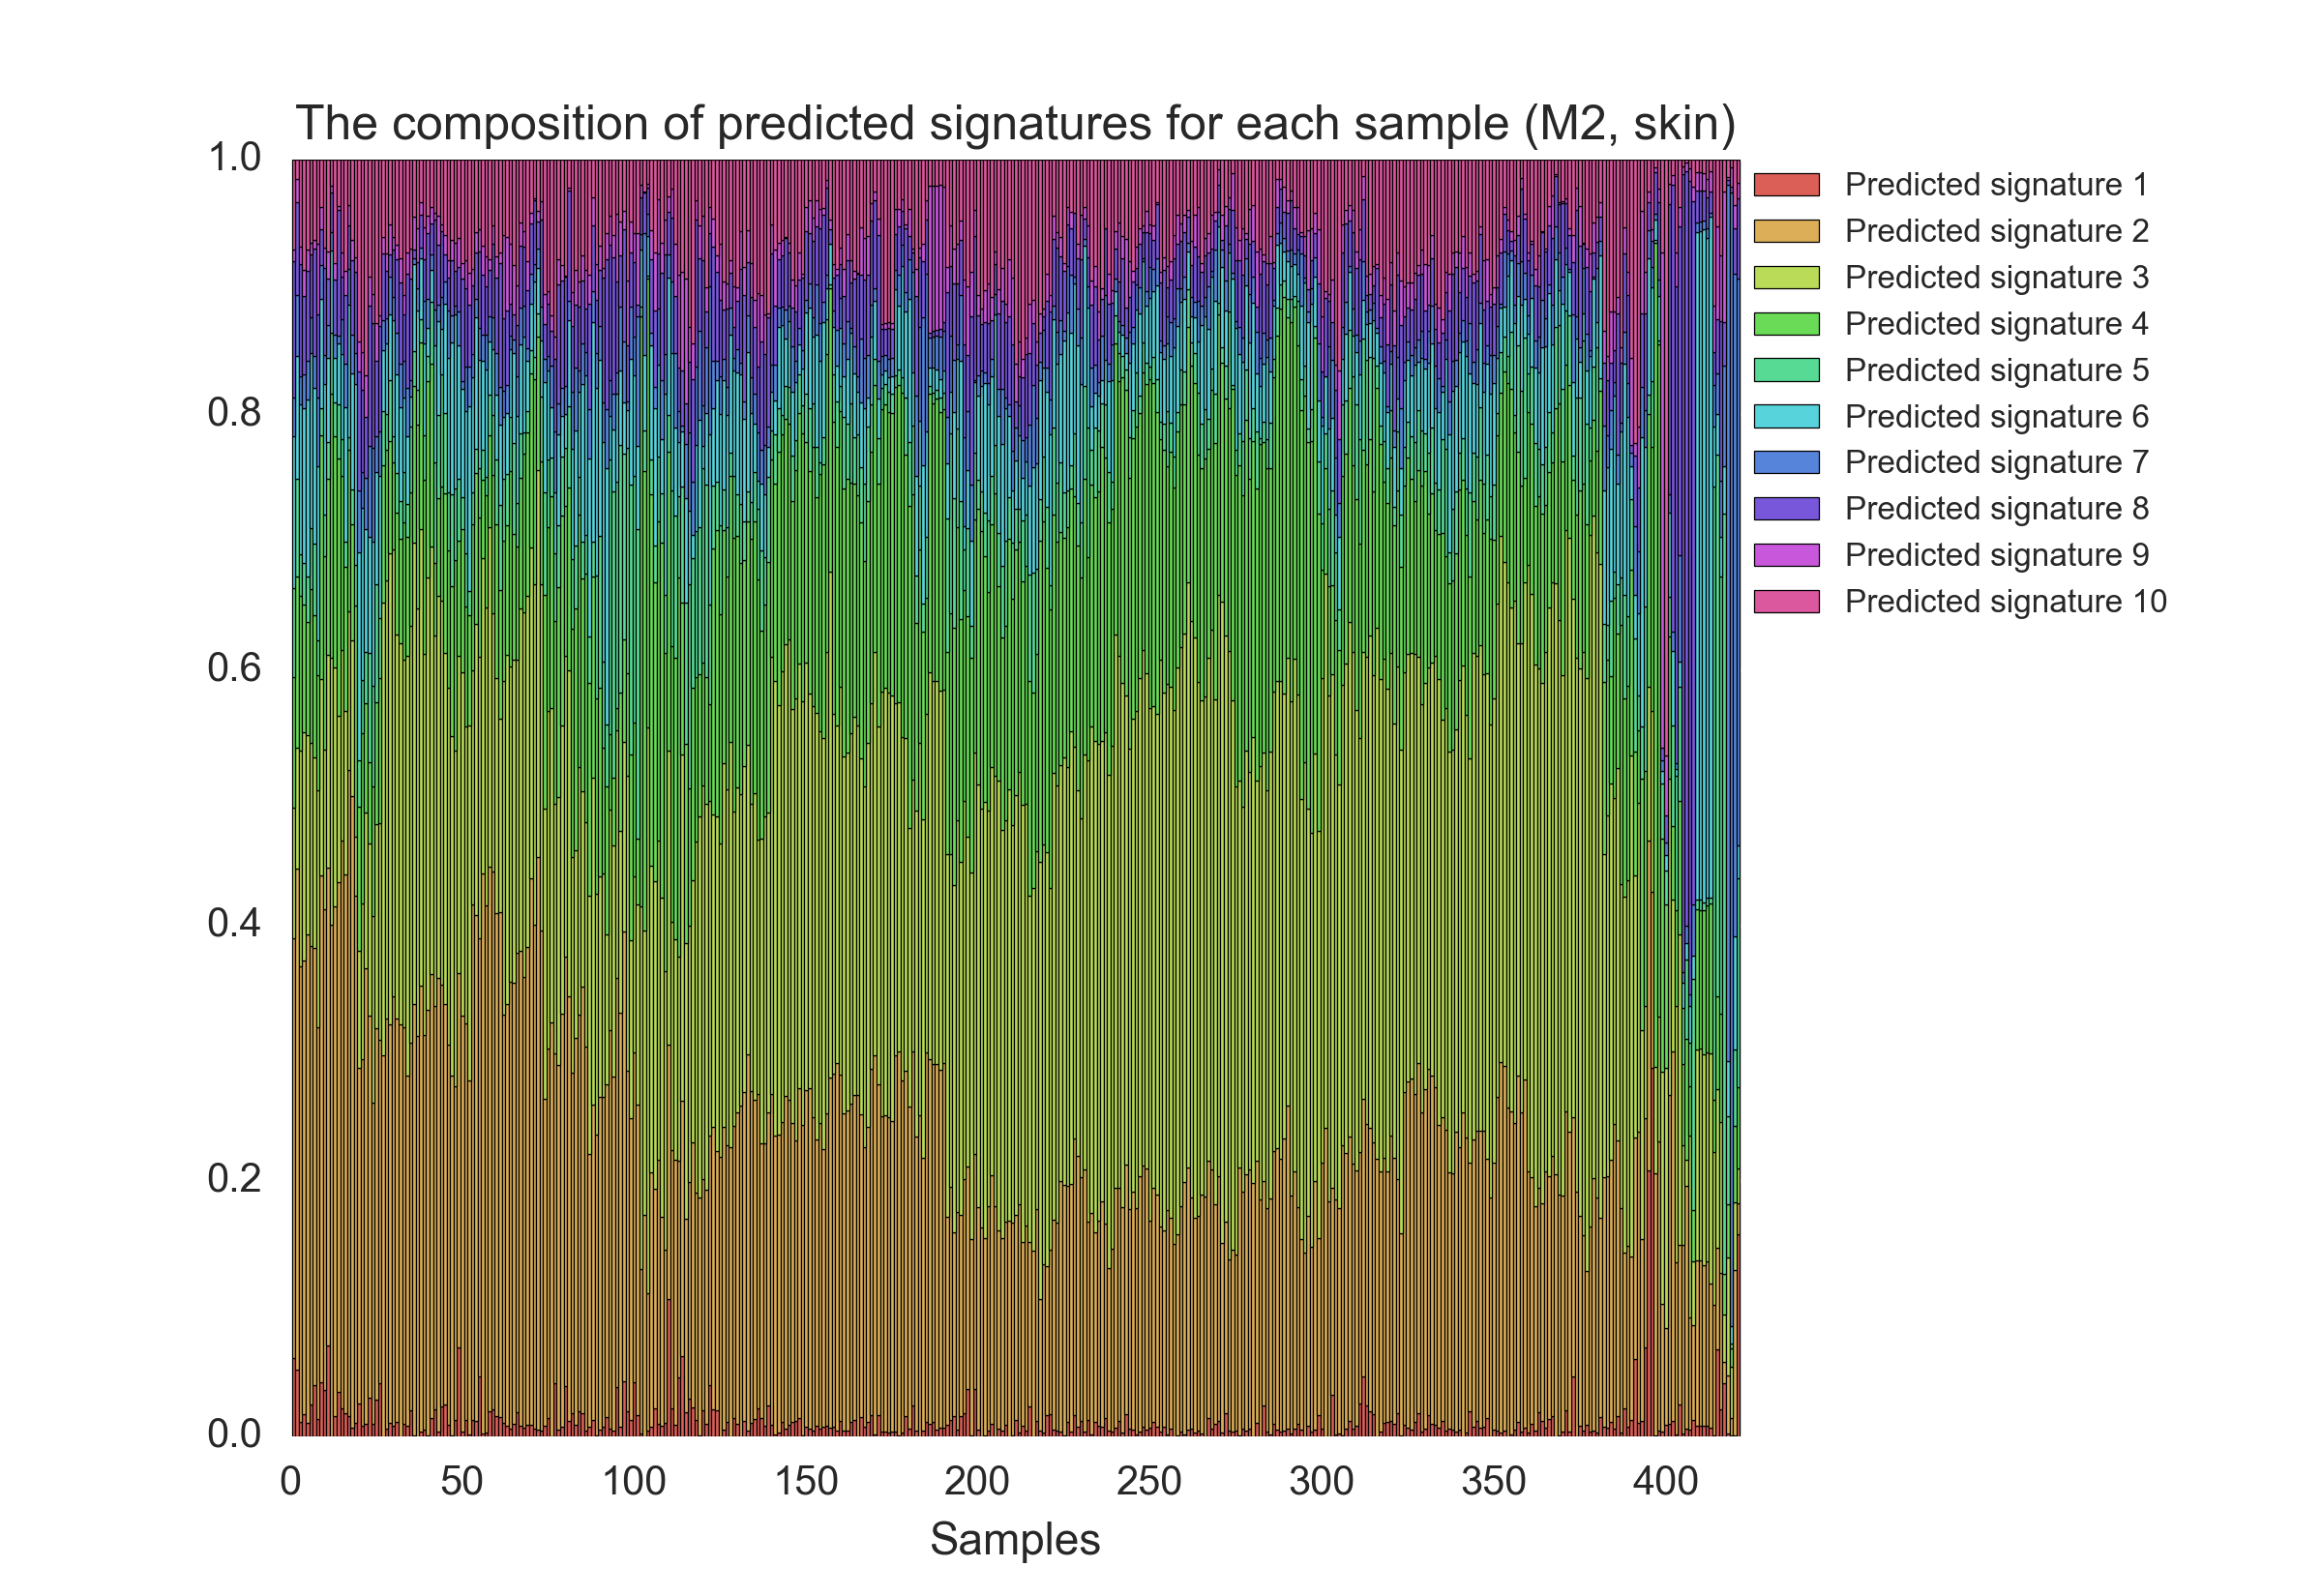 The composition of predicted signatures for each sample (M2, skin)
1.0
0.8
0.6
0.4
0.2
0.0
0 50 100 150 200 250 300 350 400
Samples
Predicted signature 1
Predicted signature 2
Predicted signature 3
Predicted signature 4
Predicted signature 5
Predicted signature 6
Predicted signature 7
Predicted signature 8
Predicted signature 9
Predicted signature 10